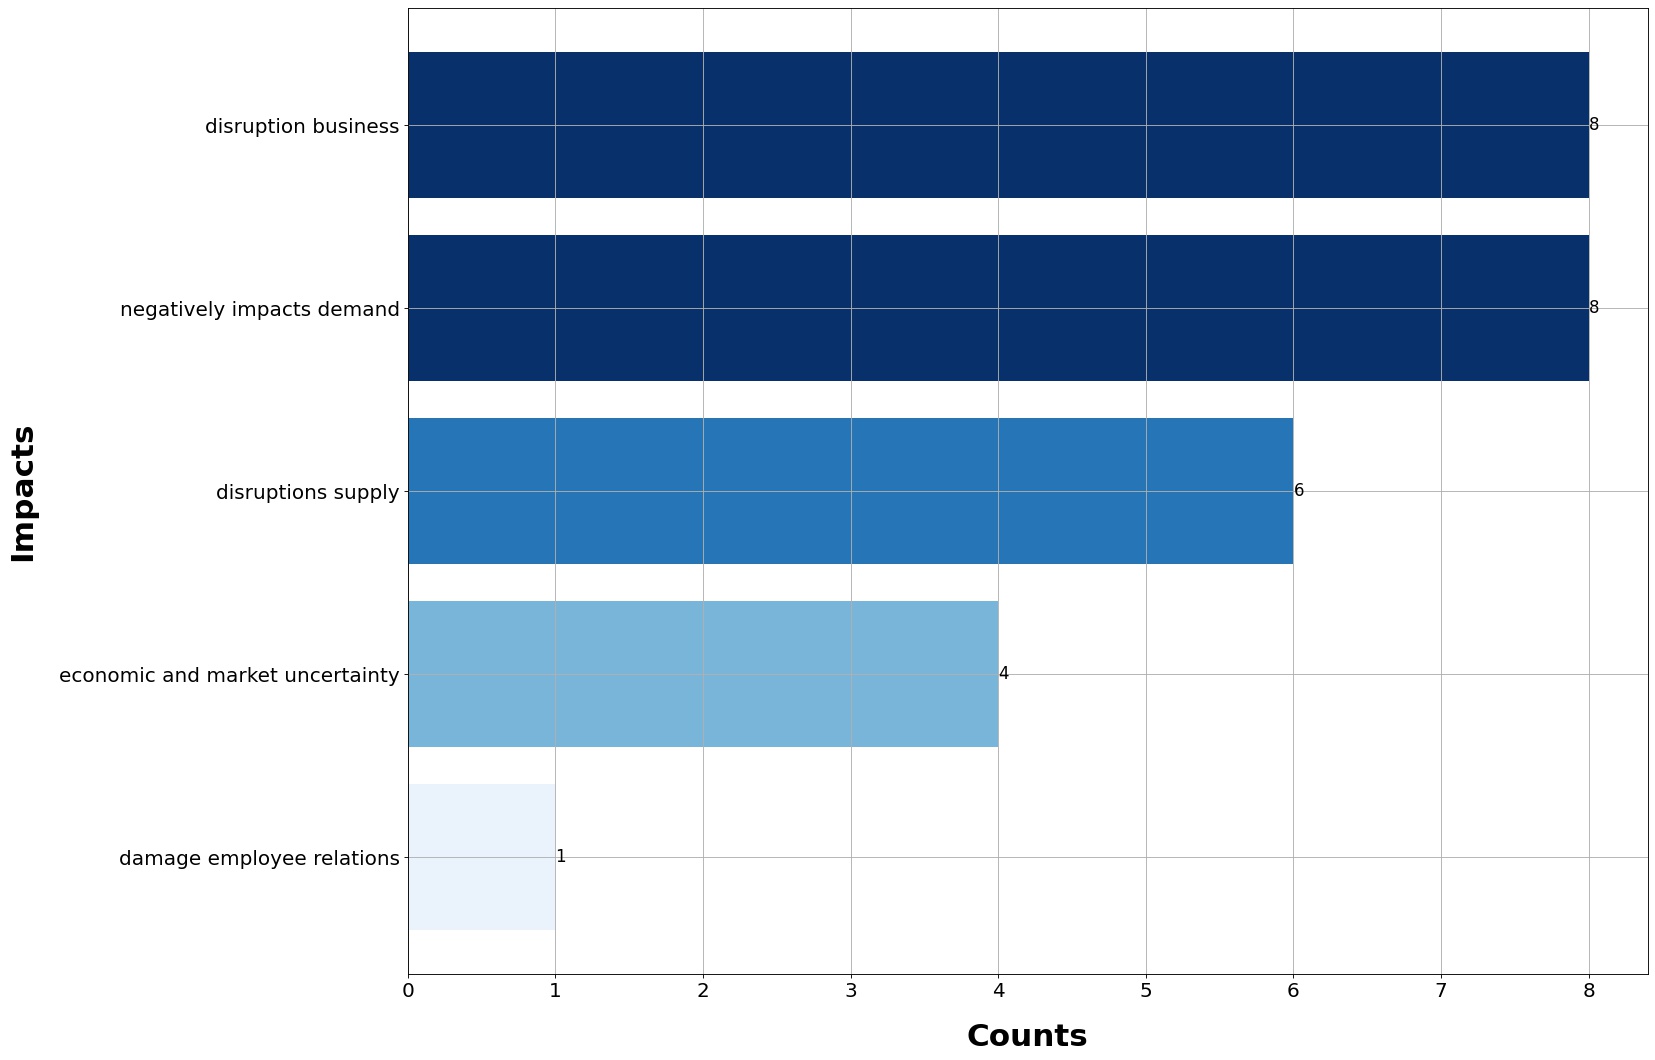 disruption business
8
negatively impacts demand
8
disruptions supply
6
economic and market uncertainty
4
damage employee relations
1
Impacts
0 1 2 3 4 5 6 7 8
Counts